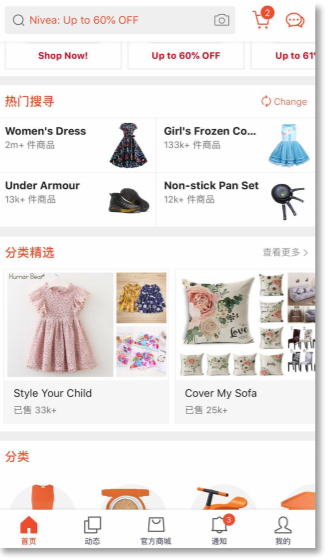 Nivea: Up to 60% OFF
2
Shop Now!
Up to 60% OFF
Up to 61
热门搜寻
Change
Women's Dress
2m+ 件商品
Girl's Frozen Co...
133k+ 件商品
Under Armour
13k+ 件商品
Non-stick Pan Set
12k+ 件商品
分类精选
查看更多 >
Humor Bear
Love
Style Your Child
已售 33k+
Cover My Sofa
已售 25k+
分类
3
首页
动态
官方商城
通知
我的